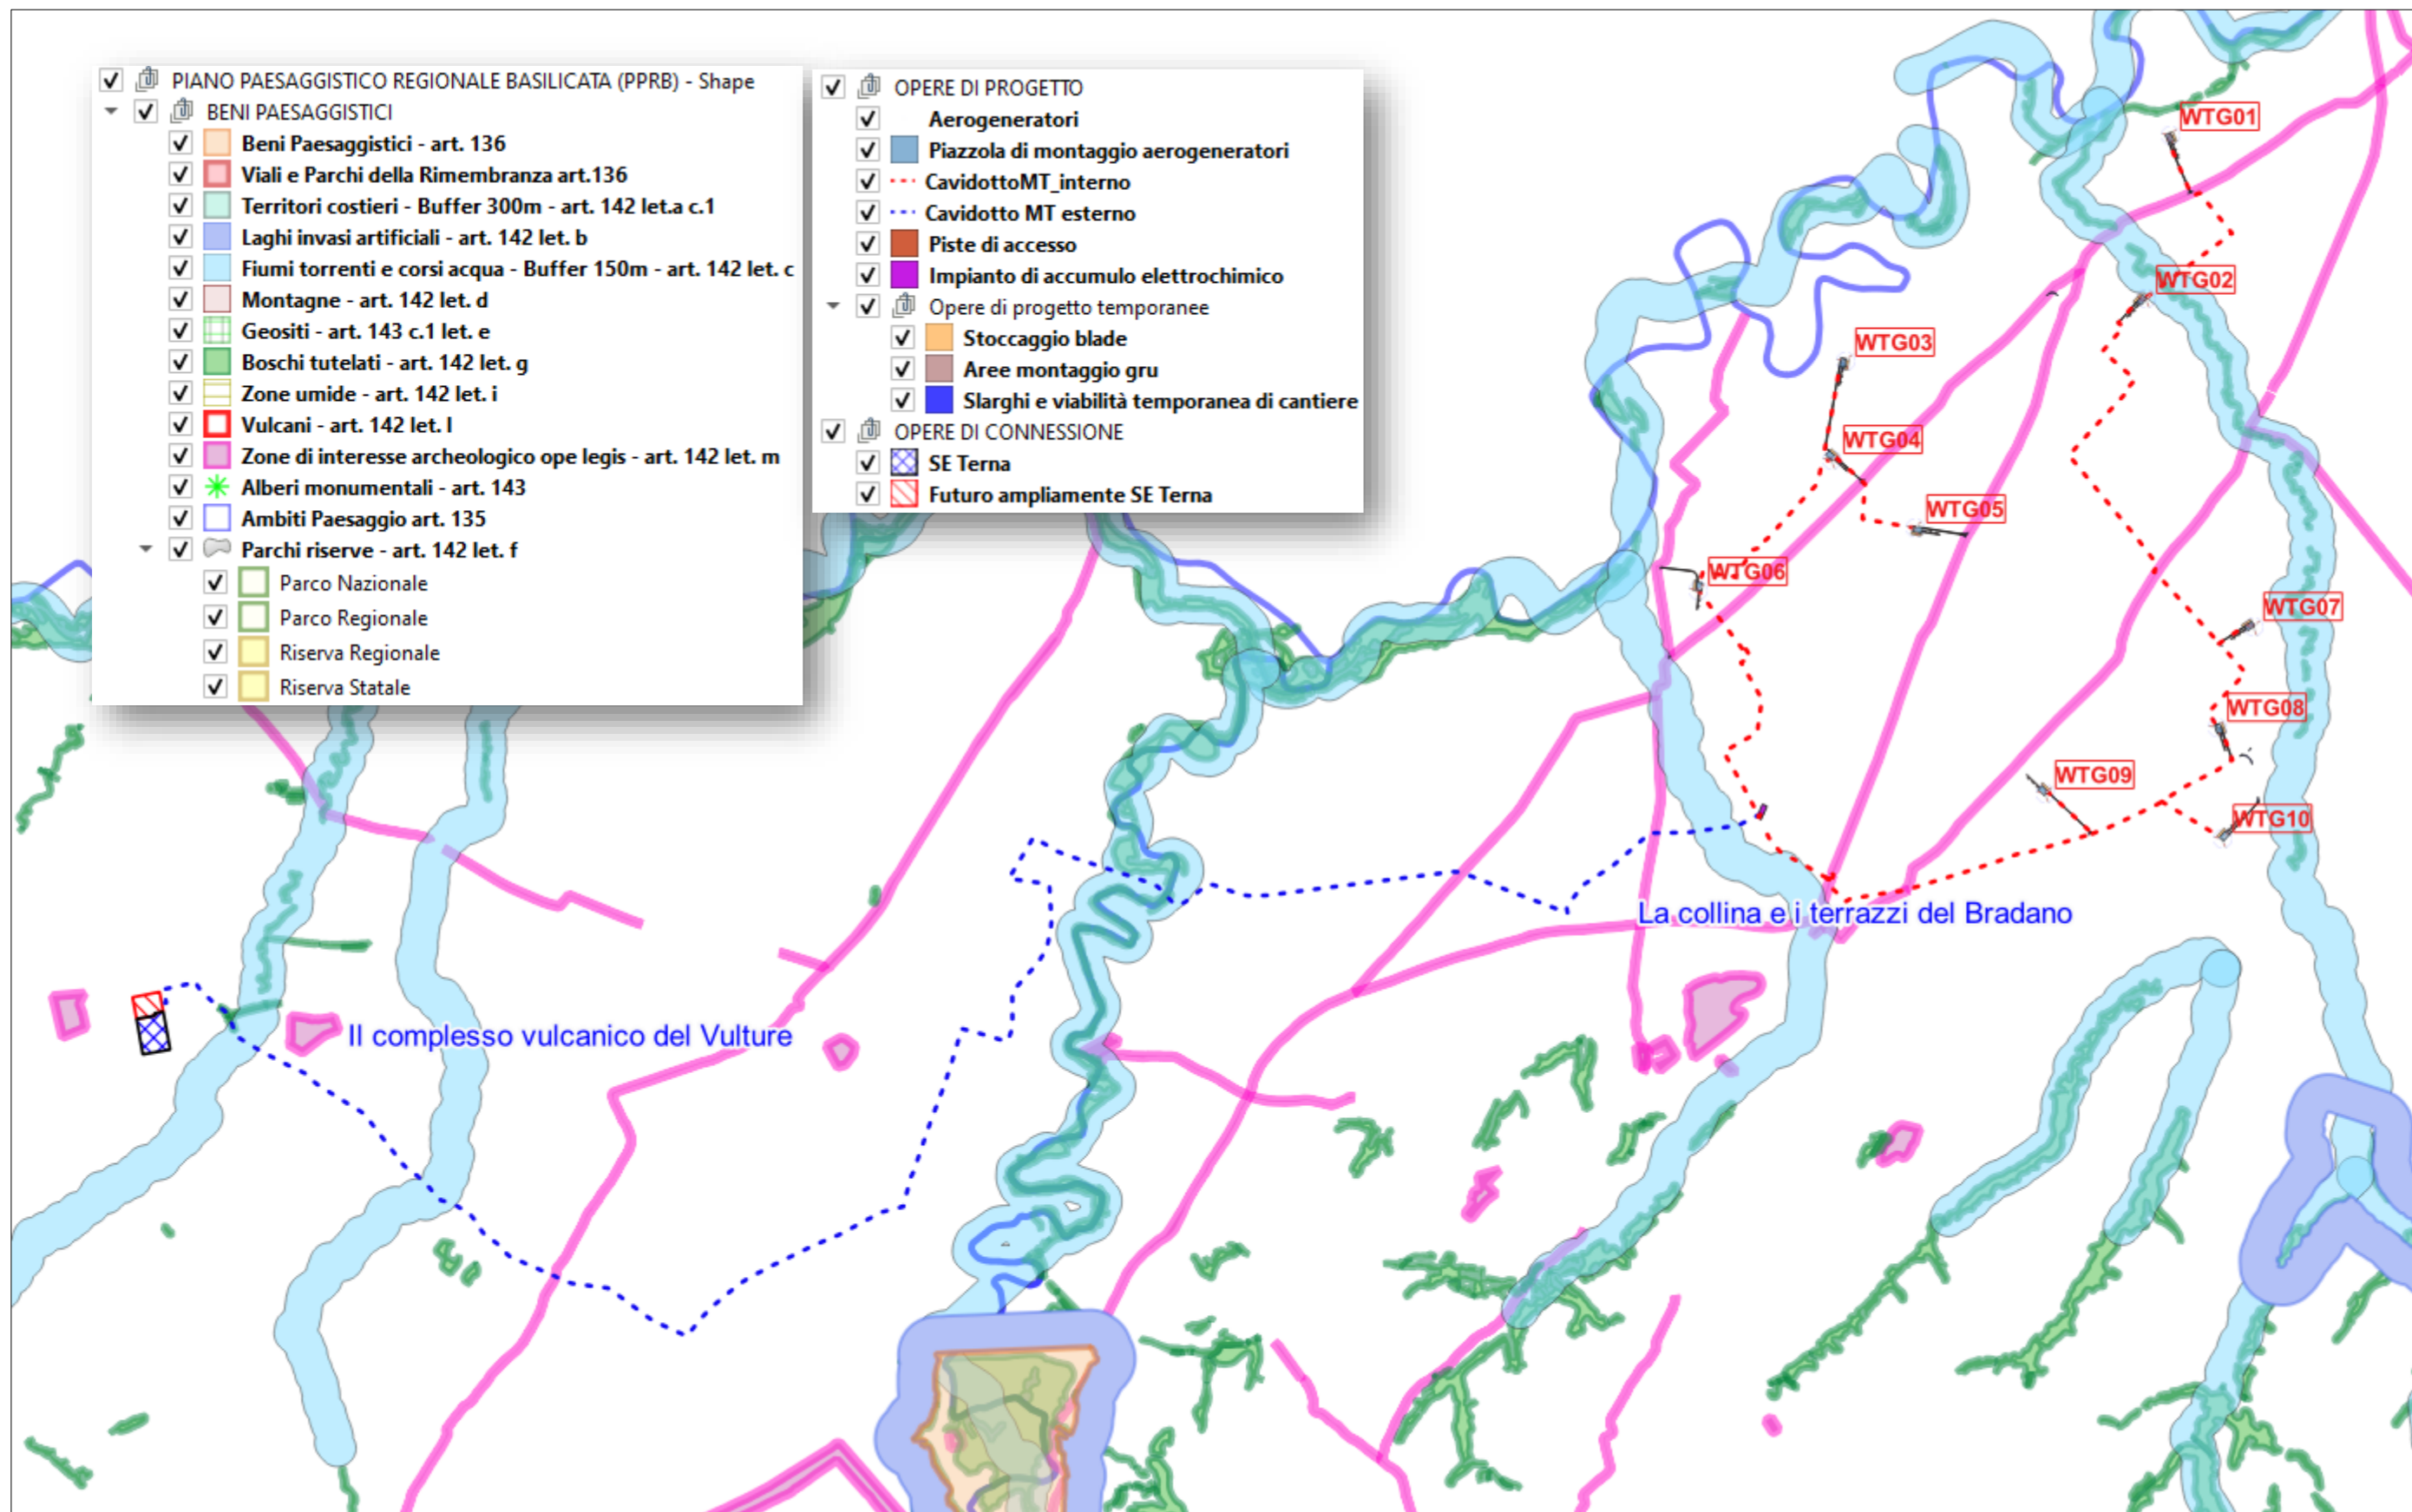 PIANO PAESAGGISTICO REGIONALE BASILICATA (PPRB) - Shape
BENI PAESAGGISTICI
Beni Paesaggistici - art. 136
Viali e Parchi della Rimembranza art.136
Territori costieri - Buffer 300m - art. 142 let.a c.1
Laghi invasi artificiali - art. 142 let. b
Fiumi torrenti e corsi acqua - Buffer 150m - art. 142 let. c
Montagne - art. 142 let. d
Geositi - art. 143 c.1 let. e
Boschi tutelati - art. 142 let. g
Zone umide - art. 142 let. i
Vulcani - art. 142 let. l
Zone di interesse archeologico ope legis - art. 142 let. m
Alberi monumentali - art. 143
Ambiti Paesaggio art. 135
Parchi riserve - art. 142 let. f
Parco Nazionale
Parco Regionale
Riserva Regionale
Riserva Statale
OPERE DI PROGETTO
Aerogeneratori
Piazzola di montaggio aerogeneratori
CavidottoMT_interno
Cavidotto MT esterno
Piste di accesso
Impianto di accumulo elettrochimico
Opere di progetto temporanee
Stoccaggio blade
Aree montaggio gru
Slarghi e viabilità temporanea di cantiere
OPERE DI CONNESSIONE
SE Terna
Futuro ampliamente SE Terna
WTG01
WTG02
WTG03
WTG04
WTG05
WTG06
WTG07
WTG08
WTG09
WTG10
La collina e i terrazzi del Bradano
Il complesso vulcanico del Vulture